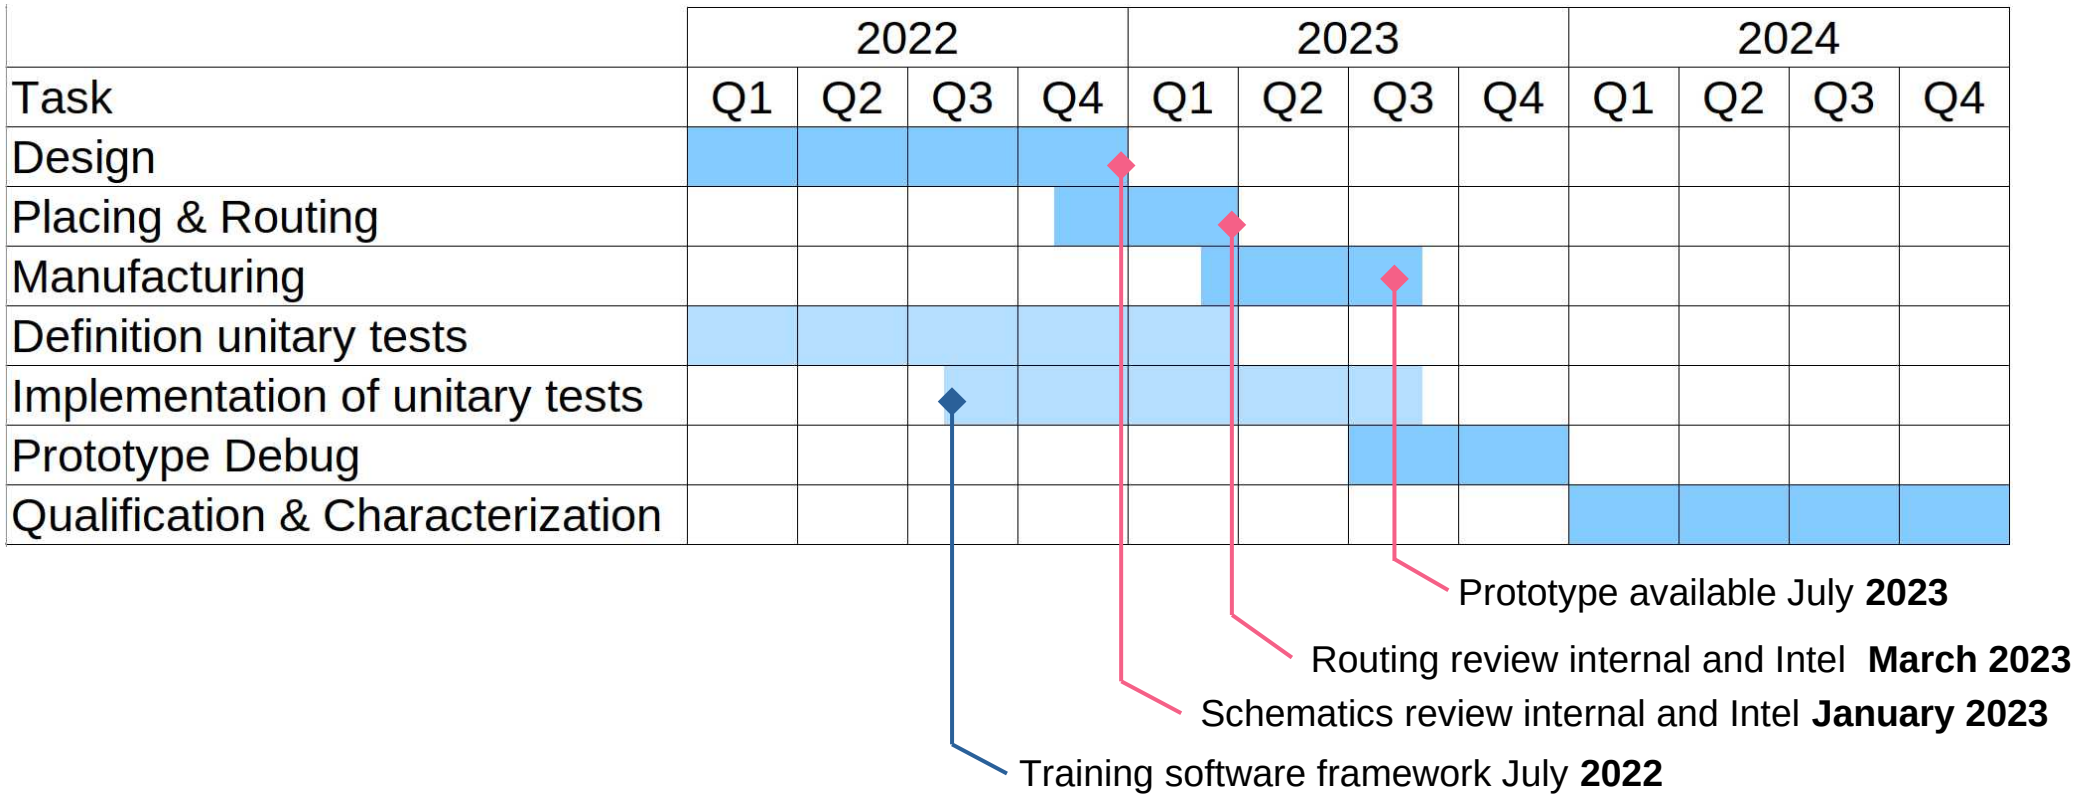 2022 2023 2024
Task Q1 Q2 Q3 Q4 Q1 Q2 Q3 Q4 Q1 Q2 Q3 Q4
Design
Placing & Routing
Manufacturing
Definition unitary tests
Implementation of unitary tests
Prototype Debug
Qualification & Characterization
Prototype available July 2023
Routing review internal and Intel March 2023
Schematics review internal and Intel January 2023
Training software framework July 2022